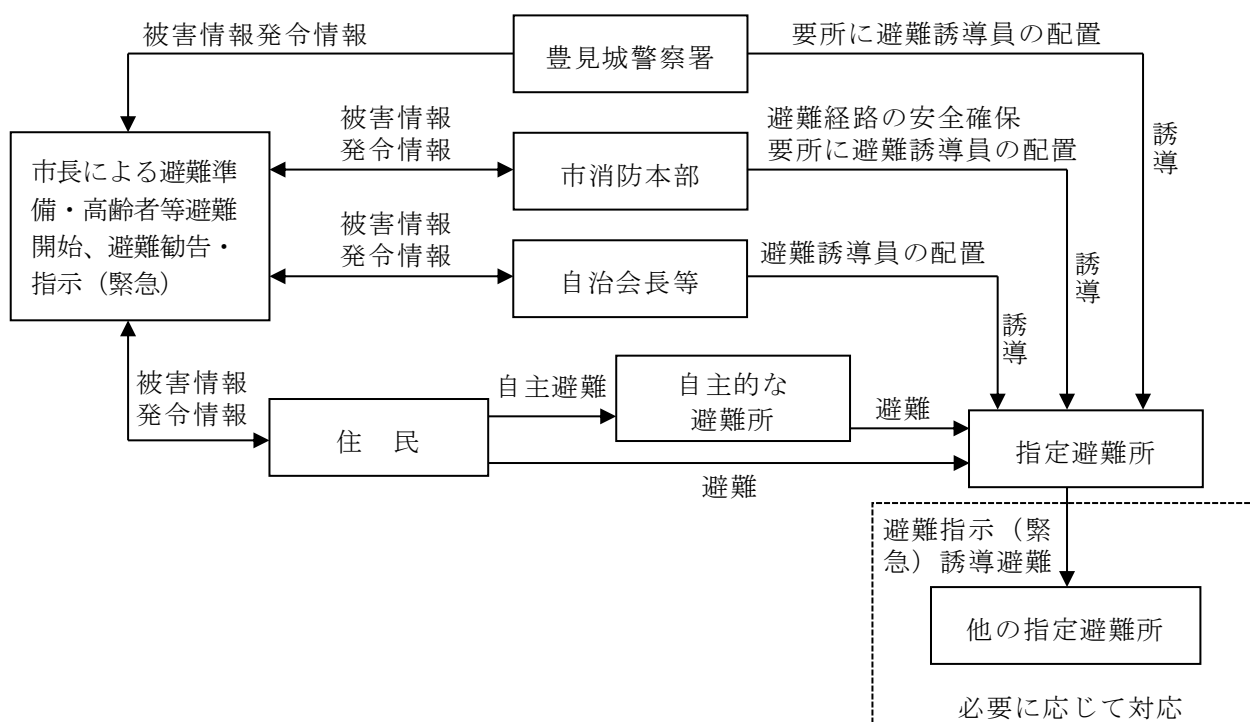 被害情報発令情報
豊見城警察署
要所に避難誘導員の配置
誘導
被害情報
発令情報
市消防本部
避難経路の安全確保
要所に避難誘導員の配置
誘導
市長による避難準
備・高齢者等避難
開始、避難勧告・
指示（緊急）
被害情報
発令情報
自治会長等
避難誘導員の配置
誘導
被害情報
発令情報
住　民
自主避難
自主的な
避難所
避難
避難
指定避難所
避難指示（緊
急）誘導避難
他の指定避難所
必要に応じて対応